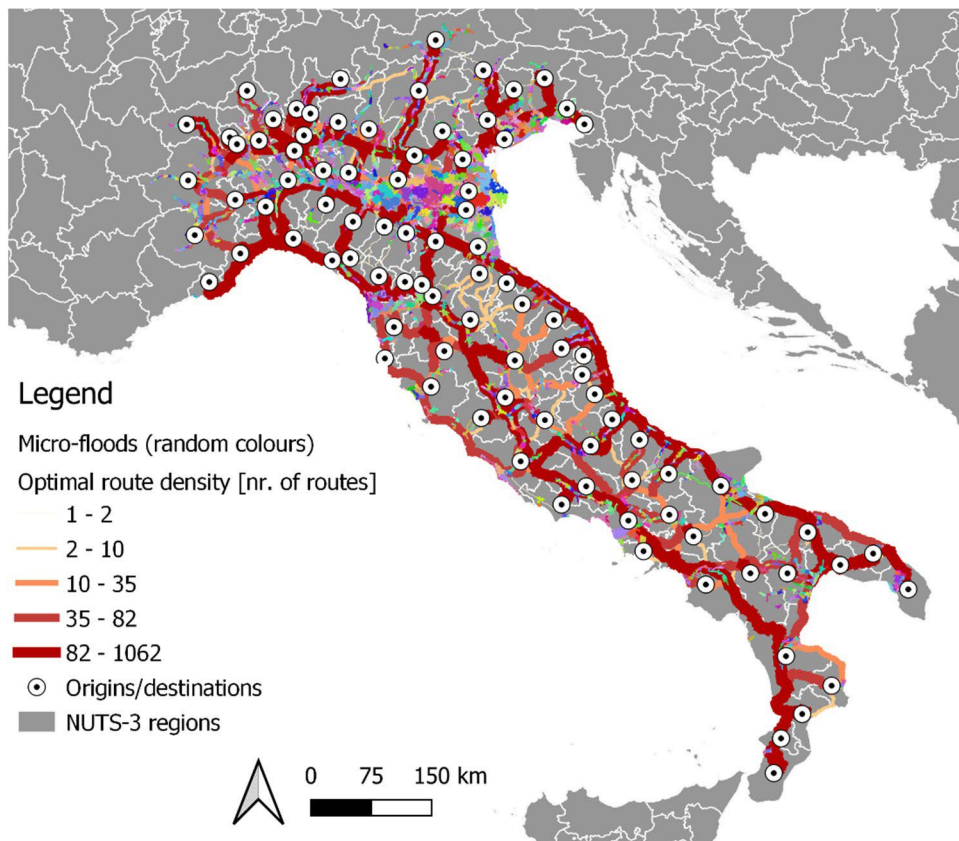 Legend
Micro-floods (random colours)
Optimal route density [nr. of routes]
1 - 2
2 - 10
10 - 35
35 - 82
82 - 1062
Origins/destinations
NUTS-3 regions
0 75 150 km